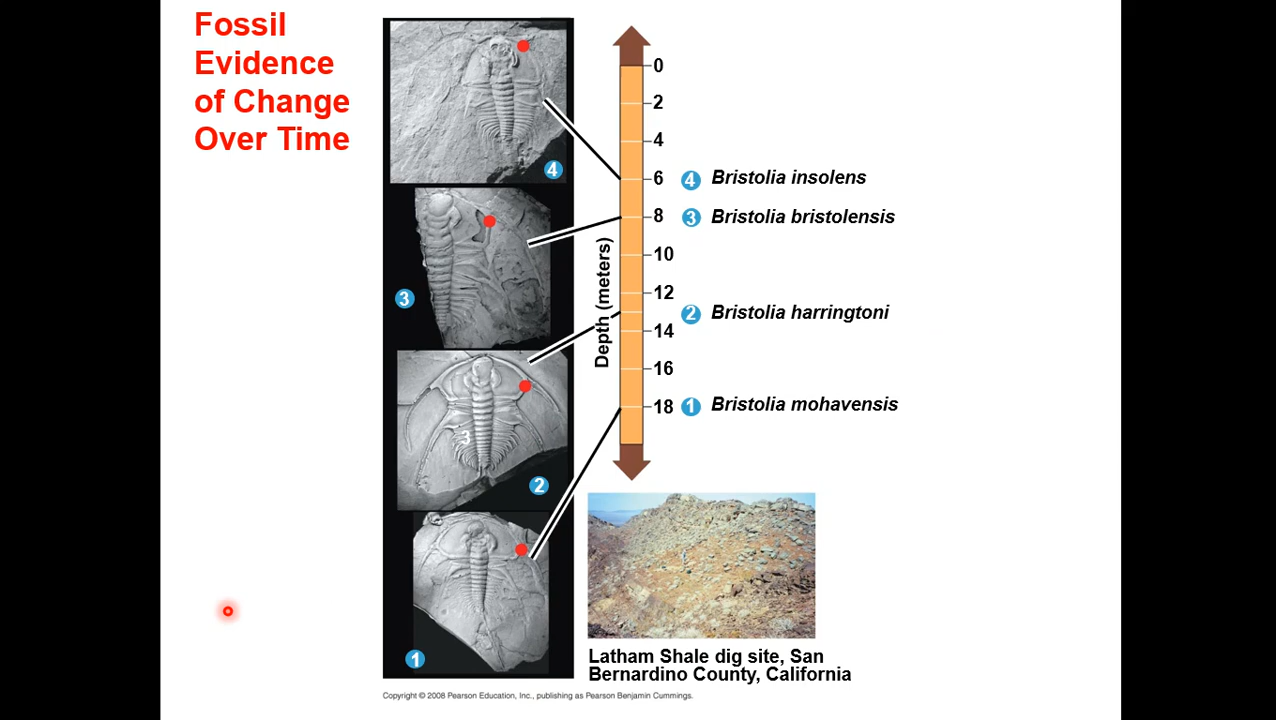 Fossil
Evidence
of Change
Over Time
4
3
3
2
1
Depth (meters)
0
2
4
6
8
10
12
14
16
18
4 Bristolia insolens
3 Bristolia bristolensis
2 Bristolia harringtoni
1 Bristolia mohavensis
Latham Shale dig site, San
Bernardino County, California
Copyright © 2008 Pearson Education, Inc., publishing as Pearson Benjamin Cummings.